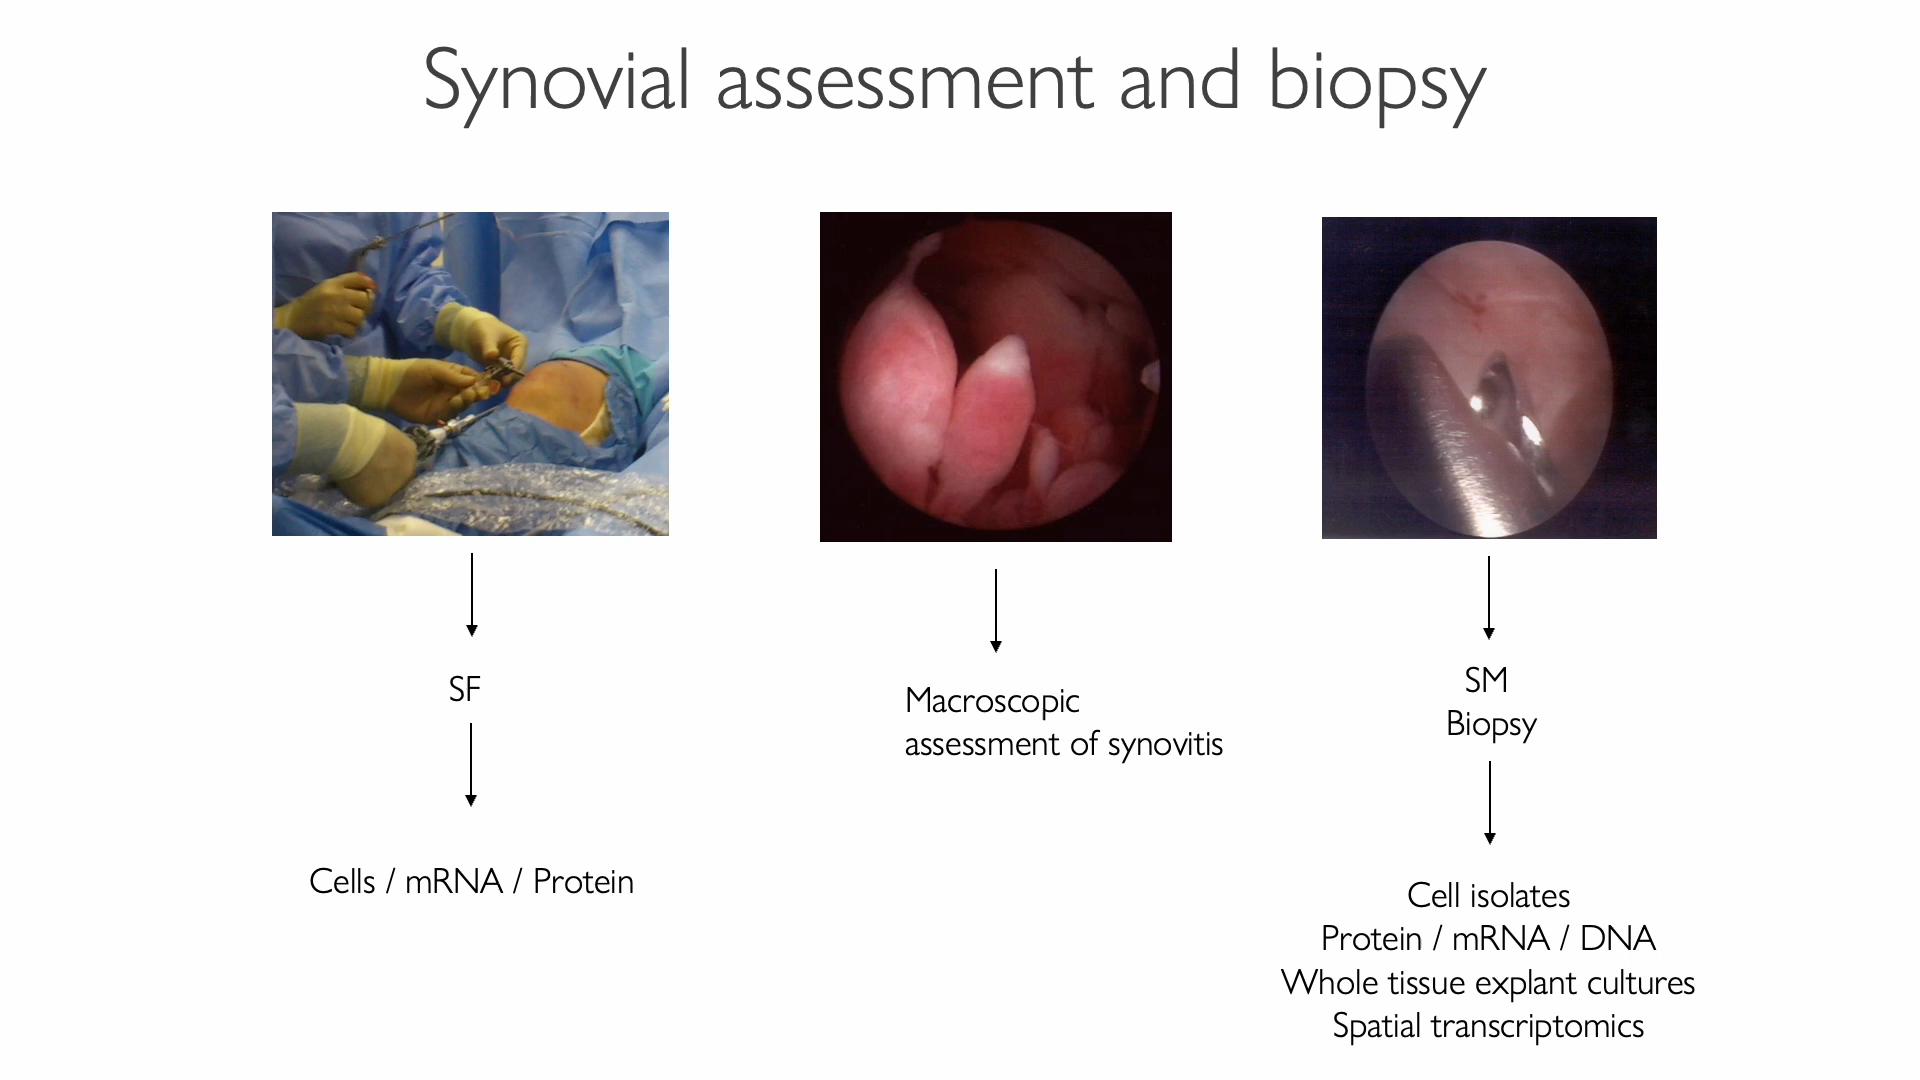 Synovial assessment and biopsy
SF
Cells / mRNA / Protein
Macroscopic
assessment of synovitis
SM
Biopsy
Cell isolates
Protein / mRNA / DNA
Whole tissue explant cultures
Spatial transcriptomics